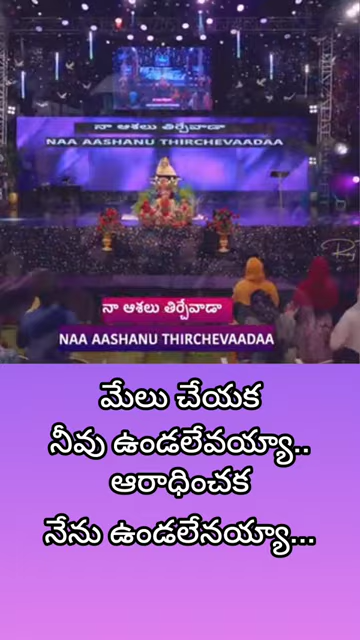 నా ఆశలు తీర్చేవాడా
NAA AASHANU THIRCHEVAADAA
నా ఆశలు తీర్చేవాడా
NAA AASHANU THIRCHEVAADAA
మేలు చేయక
నీవు ఉండలేవయ్యా..
ఆరాధించక
నేను ఉండలేనయ్యా...